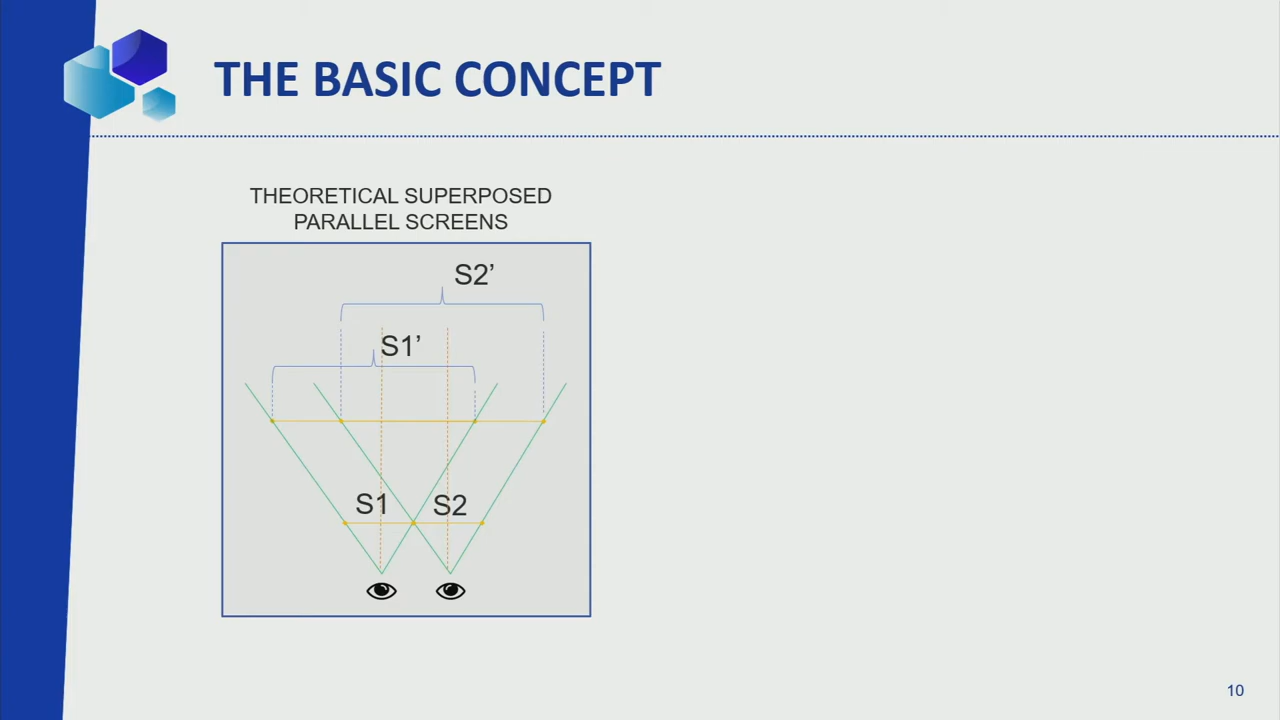 THE BASIC CONCEPT
THEORETICAL SUPERPOSED
PARALLEL SCREENS
S2’
S1’
S1
S2
10